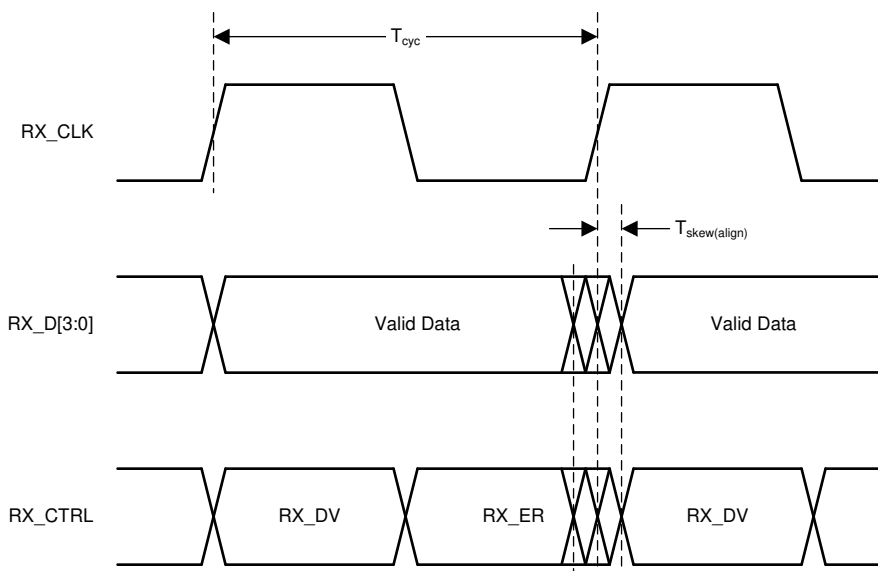 T_cyc
RX_CLK
T_skew(align)
RX_D[3:0]
Valid Data
Valid Data
RX_CTRL
RX_DV
RX_ER
RX_DV